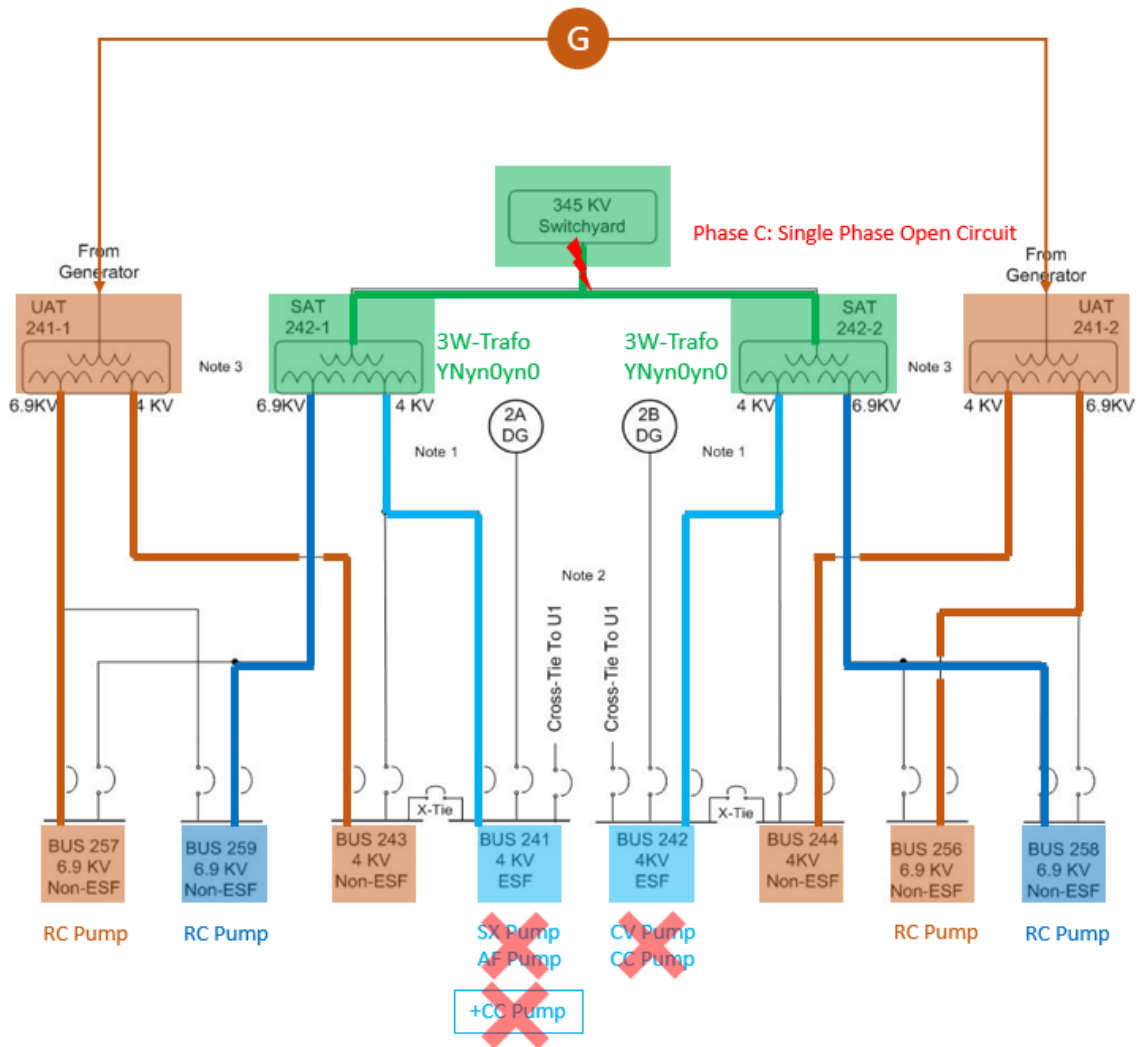 G
345 KV
Switchyard
Phase C: Single Phase Open Circuit
From
Generator
From
Generator
UAT
241-1
SAT
242-1
SAT
242-2
UAT
241-2
3W-Trafo
YNyn0yn0
3W-Trafo
YNyn0yn0
Note 3
Note 3
6.9KV
4 KV
6.9KV
4 KV
4 KV
6.9KV
4 KV
6.9KV
2A
DG
2B
DG
Note 1
Note 1
Note 2
Cross-Tie To U1
Cross-Tie To U1
X-Tie
X-Tie
BUS 257
6.9 KV
Non-ESF
BUS 259
6.9 KV
Non-ESF
BUS 243
4 KV
Non-ESF
BUS 241
4 KV
ESF
BUS 242
4KV
ESF
BUS 244
4KV
Non-ESF
BUS 256
6.9 KV
Non-ESF
BUS 258
6.9 KV
Non-ESF
RC Pump
RC Pump
SX Pump
AF Pump
CV Pump
CC Pump
RC Pump
RC Pump
+CC Pump